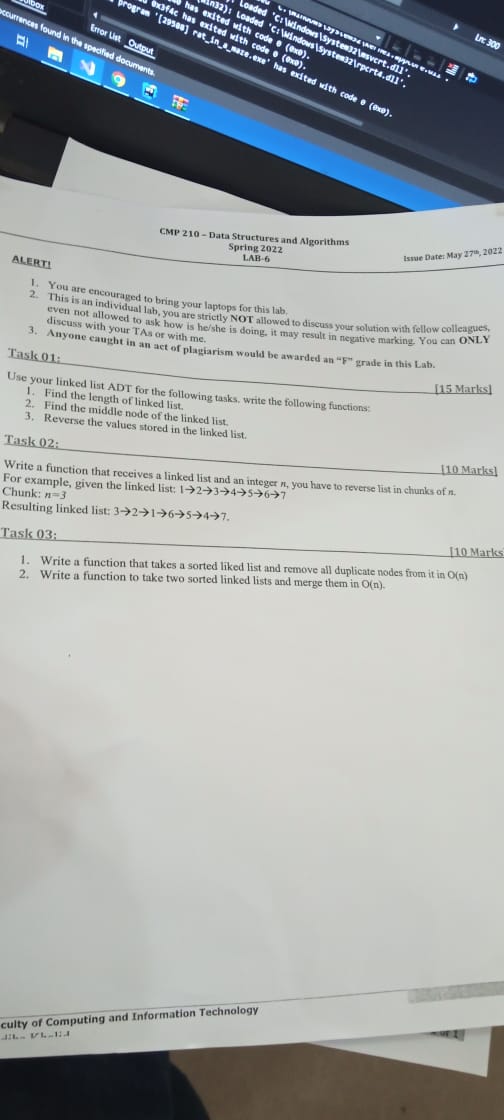 Loaded 'C:\Windows\System32\msvcrt.dll'.
Loaded 'C:\Windows\System32\rpcrt4.dll'.
has exited with code 0 (0x0).
has exited with code 0 (0x0).
program '[29508] rat_in_a_maze.exe' has exited with code 0 (0x0).
Error List Output
occurrences found in the specified documents.
Ln: 300
CMP 210 – Data Structures and Algorithms
Spring 2022
LAB-6
Issue Date: May 27th, 2022
ALERT!
1. You are encouraged to bring your laptops for this lab.
2. This is an individual lab, you are strictly NOT allowed to discuss your solution with fellow colleagues,
even not allowed to ask how is he/she is doing, it may result in negative marking. You can ONLY
discuss with your TAs or with me.
3. Anyone caught in an act of plagiarism would be awarded an “F” grade in this Lab.
Task 01:
[15 Marks]
Use your linked list ADT for the following tasks. write the following functions:
1. Find the length of linked list.
2. Find the middle node of the linked list.
3. Reverse the values stored in the linked list.
Task 02:
[10 Marks]
Write a function that receives a linked list and an integer n, you have to reverse list in chunks of n.
For example, given the linked list: 1→2→3→4→5→6→7
Chunk: n=3
Resulting linked list: 3→2→1→6→5→4→7.
Task 03:
[10 Marks
1. Write a function that takes a sorted liked list and remove all duplicate nodes from it in O(n)
2. Write a function to take two sorted linked lists and merge them in O(n).
culty of Computing and Information Technology
of 1